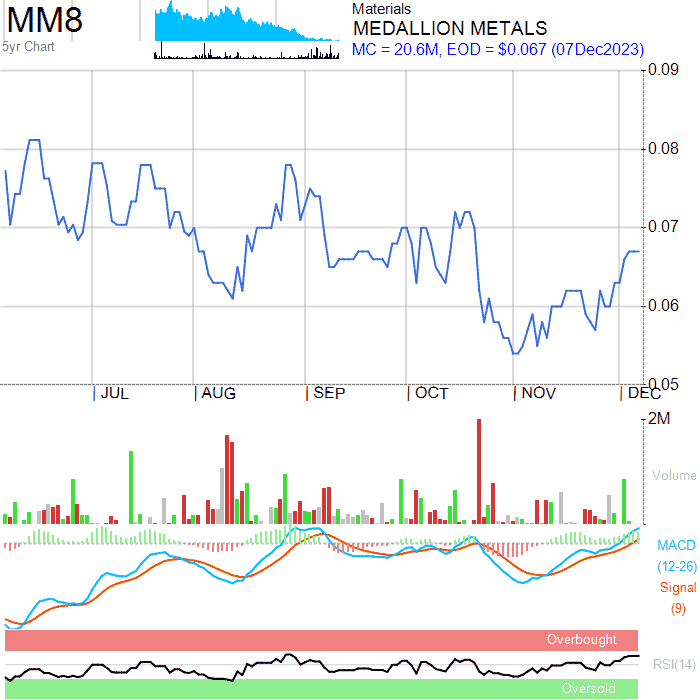 MM8
5yr Chart
Materials
MEDALLION METALS
MC = 20.6M, EOD = $0.067 (07Dec2023)
0.09
0.08
0.07
0.06
0.05
JUL AUG SEP OCT NOV DEC
2M
Volume
MACD
(12-26)
Signal
(9)
Overbought
RSI(14)
Oversold